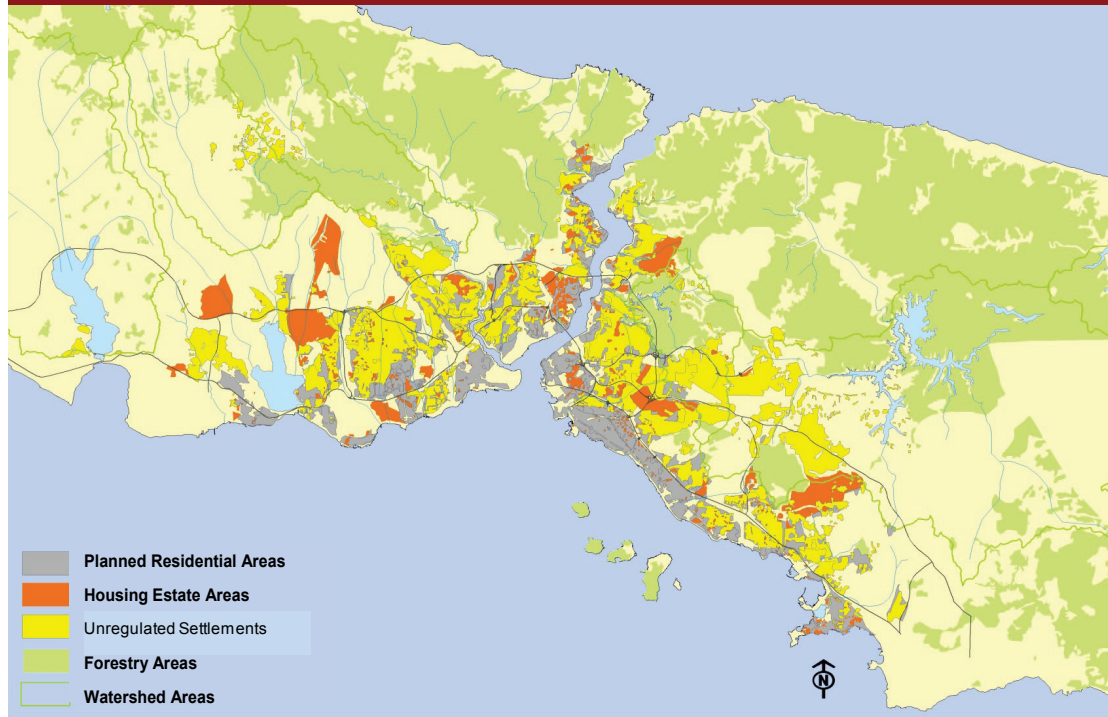 Planned Residential Areas
Housing Estate Areas
Unregulated Settlements
Forestry Areas
Watershed Areas
N